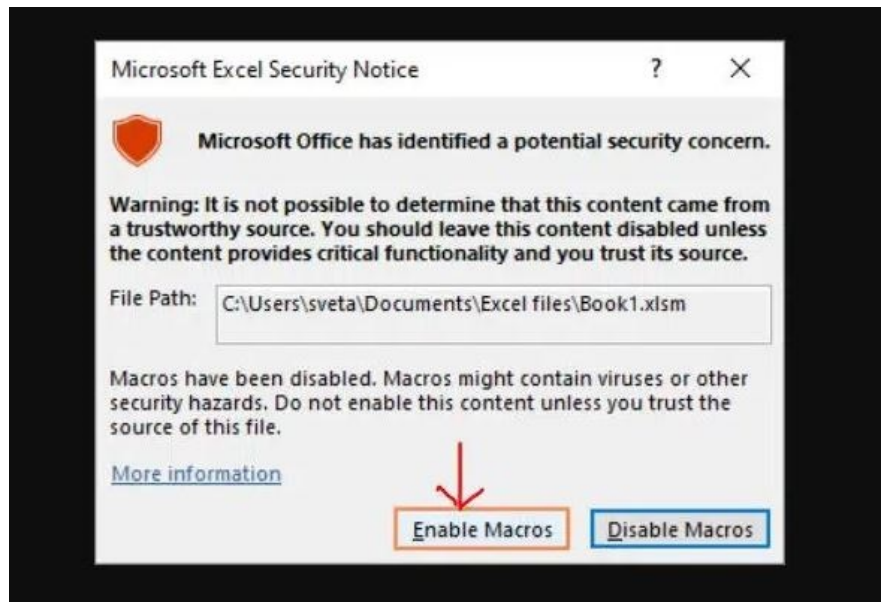 Microsoft Excel Security Notice
?
Microsoft Office has identified a potential security concern.
Warning: It is not possible to determine that this content came from
a trustworthy source. You should leave this content disabled unless
the content provides critical functionality and you trust its source.
File Path: C:\Users\sveta\Documents\Excel files\Book1.xlsm
Macros have been disabled. Macros might contain viruses or other
security hazards. Do not enable this content unless you trust the
source of this file.
More information
Enable Macros Disable Macros